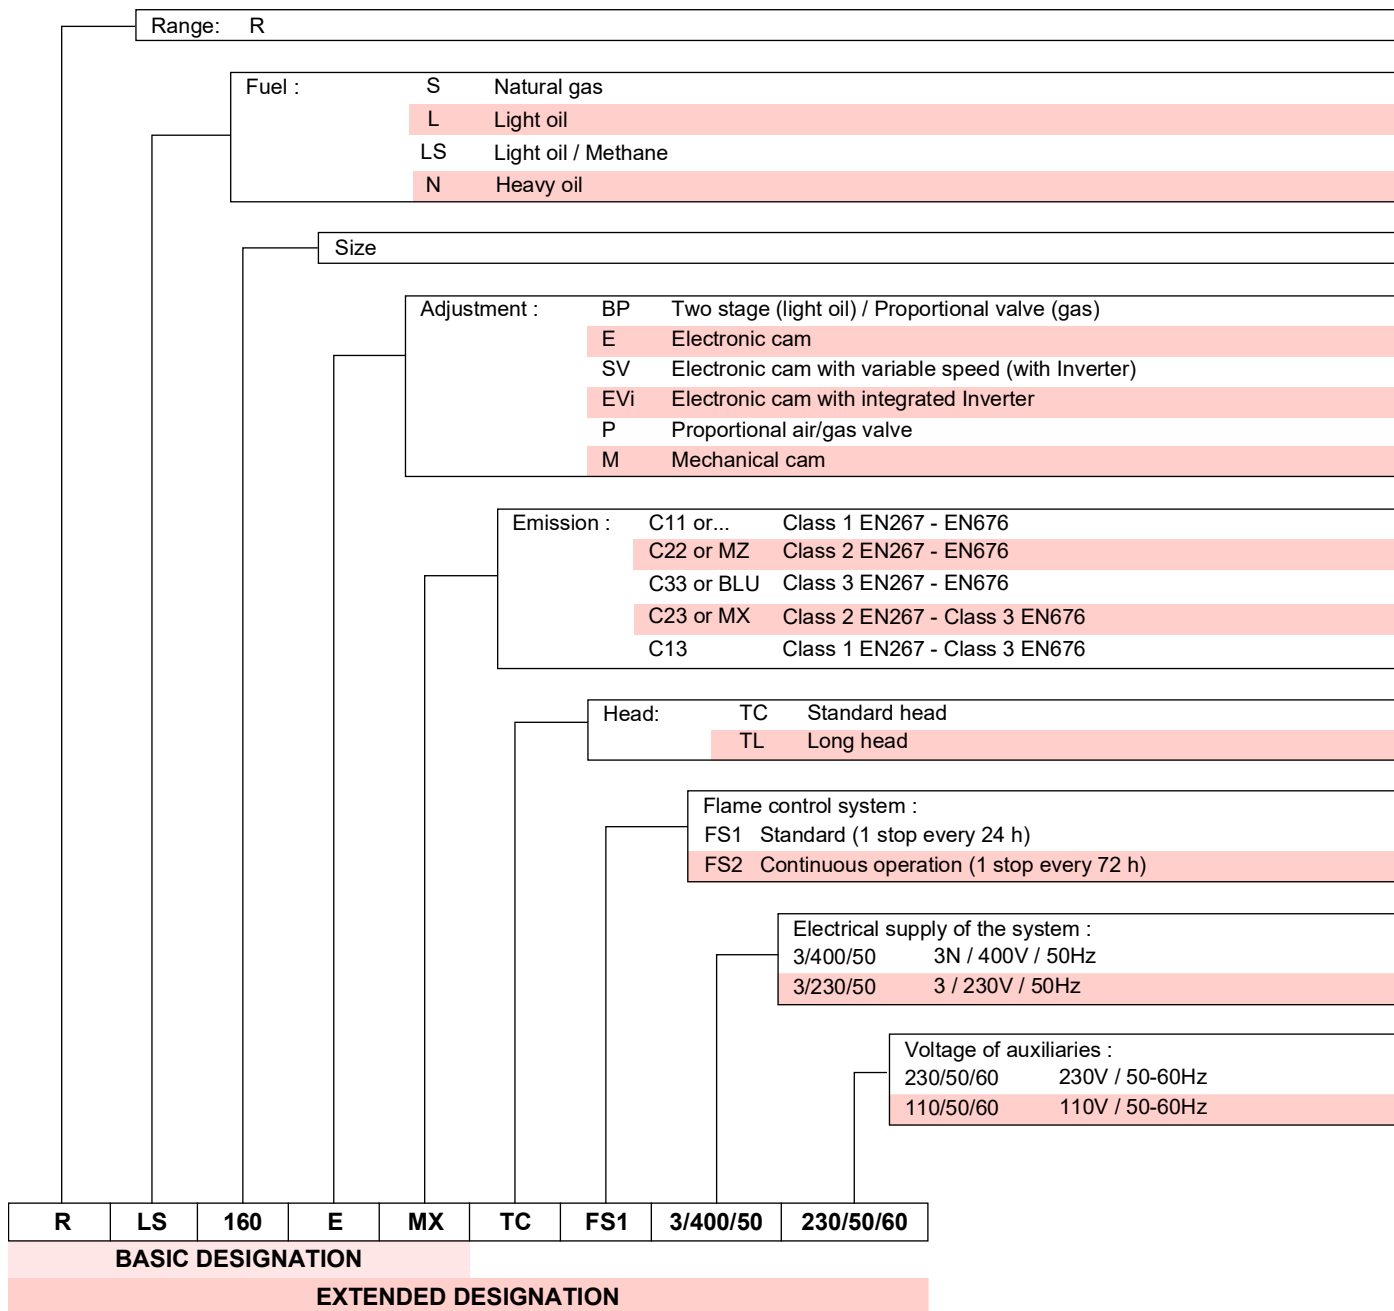 Range: R
Fuel :
S Natural gas
L Light oil
LS Light oil / Methane
N Heavy oil
Size
Adjustment :
BP Two stage (light oil) / Proportional valve (gas)
E Electronic cam
SV Electronic cam with variable speed (with Inverter)
EVi Electronic cam with integrated Inverter
P Proportional air/gas valve
M Mechanical cam
Emission :
C11 or... Class 1 EN267 - EN676
C22 or MZ Class 2 EN267 - EN676
C33 or BLU Class 3 EN267 - EN676
C23 or MX Class 2 EN267 - Class 3 EN676
C13 Class 1 EN267 - Class 3 EN676
Head: TC Standard head
TL Long head
Flame control system :
FS1 Standard (1 stop every 24 h)
FS2 Continuous operation (1 stop every 72 h)
Electrical supply of the system :
3/400/50 3N / 400V / 50Hz
3/230/50 3 / 230V / 50Hz
Voltage of auxiliaries :
230/50/60 230V / 50-60Hz
110/50/60 110V / 50-60Hz
R LS 160 E MX TC FS1 3/400/50 230/50/60
BASIC DESIGNATION
EXTENDED DESIGNATION